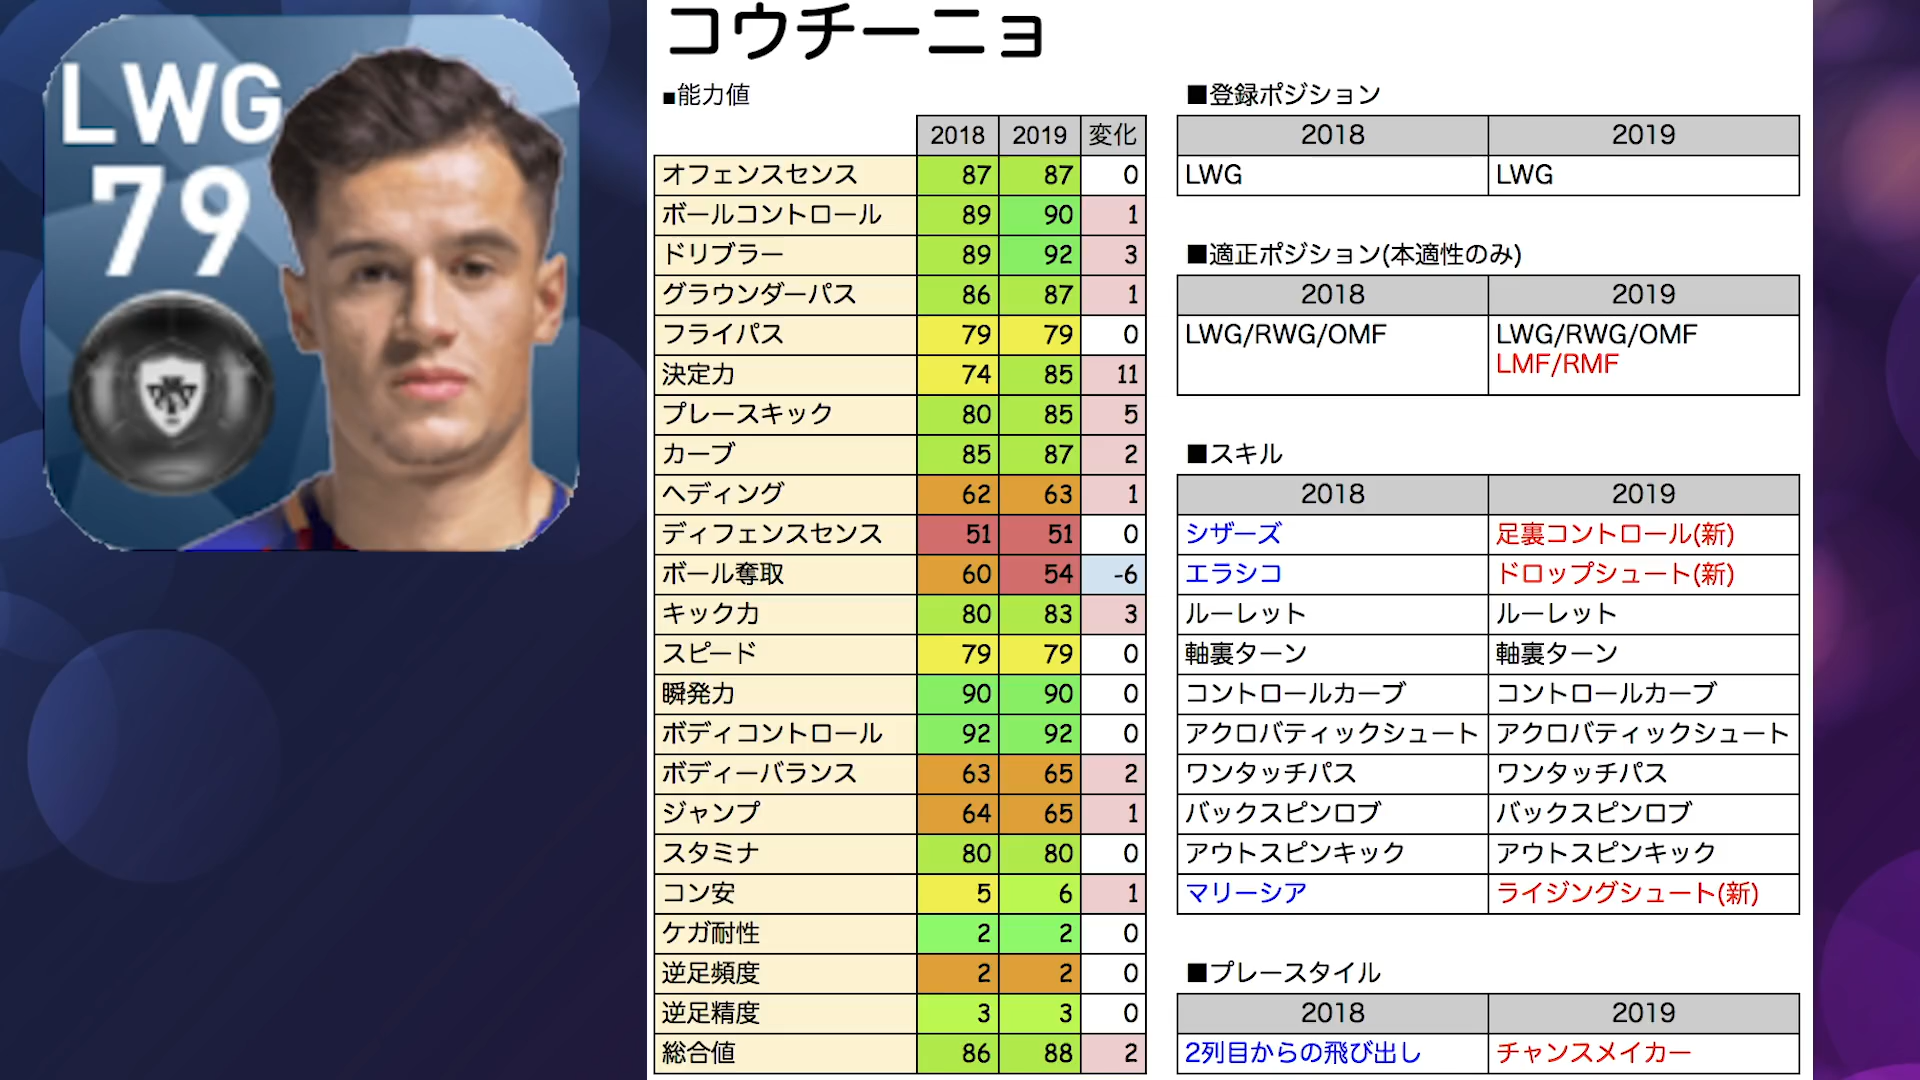 LWG
79
コウチーニョ
■能力値
2018 2019 変化
オフェンスセンス 87 87 0
ボールコントロール 89 90 1
ドリブラー 89 92 3
グラウンダーパス 86 87 1
フライパス 79 79 0
決定力 74 85 11
プレースキック 80 85 5
カーブ 85 87 2
ヘディング 62 63 1
ディフェンスセンス 51 51 0
ボール奪取 60 54 -6
キック力 80 83 3
スピード 79 79 0
瞬発力 90 90 0
ボディコントロール 92 92 0
ボディーバランス 63 65 2
ジャンプ 64 65 1
スタミナ 80 80 0
コン安 5 6 1
ケガ耐性 2 2 0
逆足頻度 2 2 0
逆足精度 3 3 0
総合値 86 88 2
■登録ポジション
2018 2019
LWG LWG
■適正ポジション(本適性のみ)
2018 2019
LWG/RWG/OMF LWG/RWG/OMF
LMF/RMF
■スキル
2018 2019
シザーズ 足裏コントロール(新)
エラシコ ドロップシュート(新)
ルーレット ルーレット
軸裏ターン 軸裏ターン
コントロールカーブ コントロールカーブ
アクロバティックシュート アクロバティックシュート
ワンタッチパス ワンタッチパス
バックスピンロブ バックスピンロブ
アウトスピンキック アウトスピンキック
マリーシア ライジングシュート(新)
■プレースタイル
2018 2019
2列目からの飛び出し チャンスメイカー